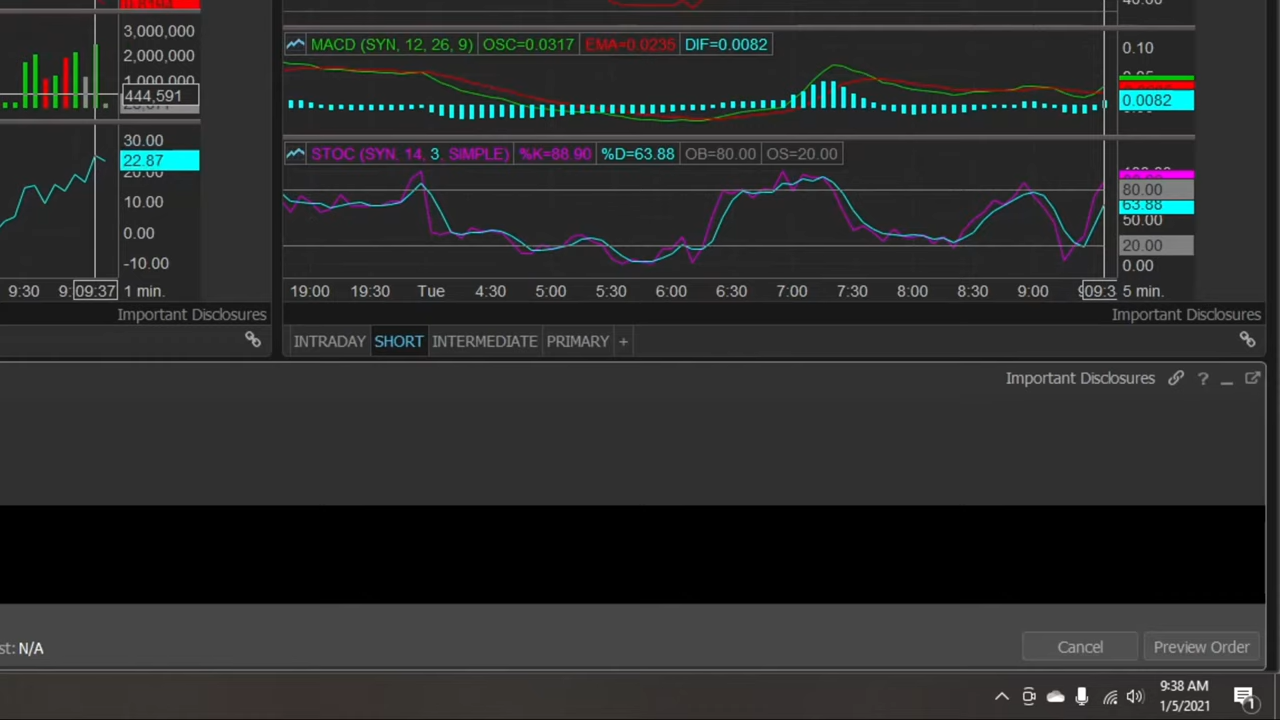 3,000,000
2,000,000
1,000,000
444,591
30.00
22.87
20.00
10.00
0.00
-10.00
9:30 09:37 1 min.
Important Disclosures
40.00
MACD (SYN, 12, 26, 9) OSC=0.0317 EMA=0.0235 DIF=0.0082
0.10
0.0082
STOC (SYN. 14, 3. SIMPLE) %K=88.90 %D=63.88 OB=80.00 OS=20.00
80.00
63.88
50.00
20.00
0.00
19:00 19:30 Tue 4:30 5:00 5:30 6:00 6:30 7:00 7:30 8:00 8:30 9:00 09:3 5 min.
Important Disclosures
INTRADAY SHORT INTERMEDIATE PRIMARY +
Important Disclosures ?
st: N/A
Cancel Preview Order
9:38 AM
1/5/2021
1